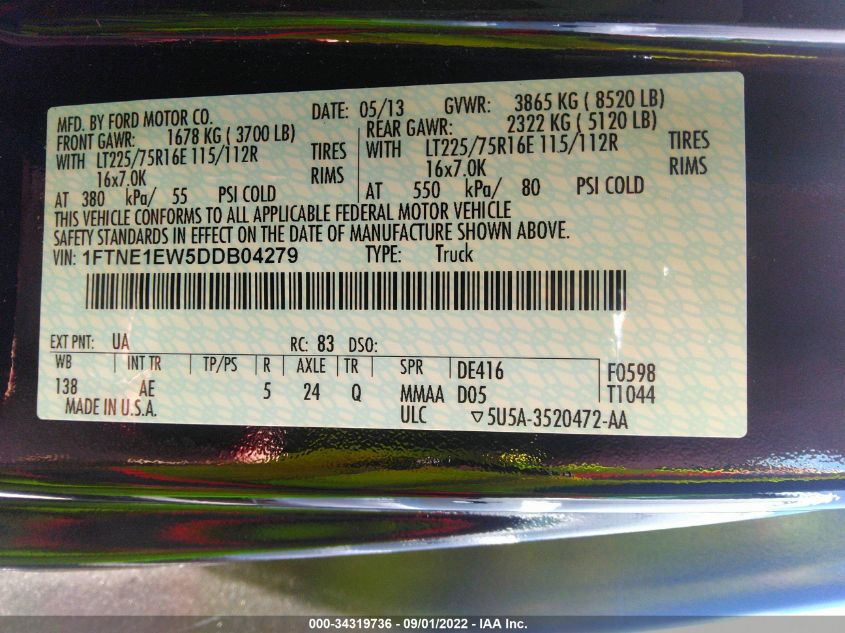 MFD. BY FORD MOTOR CO. DATE: 05/13 GVWR: 3865 KG ( 8520 LB)
FRONT GAWR: 1678 KG ( 3700 LB) REAR GAWR: 2322 KG ( 5120 LB)
WITH LT225/75R16E 115/112R TIRES WITH LT225/75R16E 115/112R TIRES
16x7.0K RIMS 16x7.0K RIMS
AT 380 kPa/ 55 PSI COLD AT 550 kPa/ 80 PSI COLD
THIS VEHICLE CONFORMS TO ALL APPLICABLE FEDERAL MOTOR VEHICLE
SAFETY STANDARDS IN EFFECT ON THE DATE OF MANUFACTURE SHOWN ABOVE.
VIN: 1FTNE1EW5DDB04279 TYPE: Truck
EXT PNT: UA RC: 83 DSO:
WB INT TR TP/PS R AXLE TR SPR DE416 F0598
138 AE 5 24 Q MMAA D05 T1044
MADE IN U.S.A. ULC ▽5U5A-3520472-AA
000-34319736 - 09/01/2022 - IAA Inc.